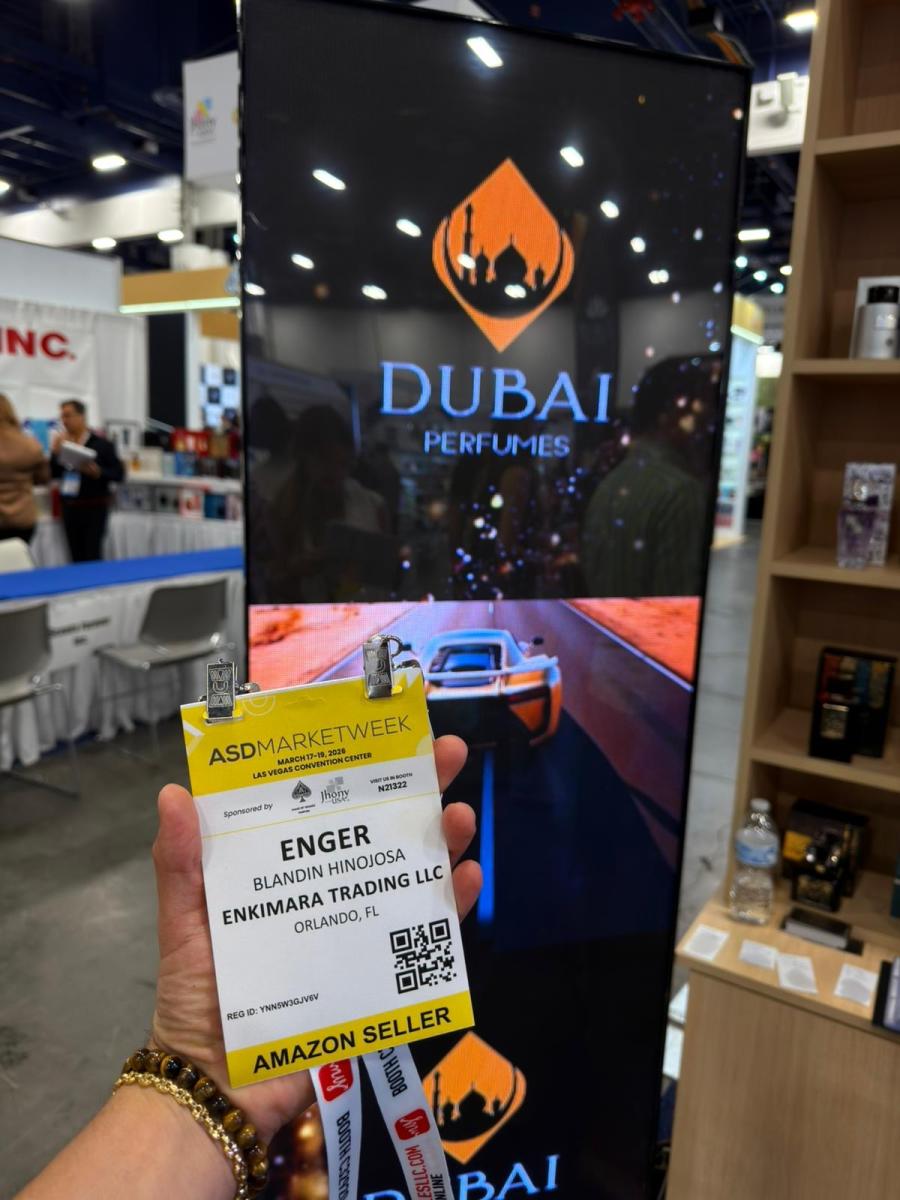 INC.
DUBAI
PERFUMES
ASDMARKETWEEK
MARCH 17-19, 2026
LAS VEGAS CONVENTION CENTER
Sponsored by
Jhony
VISIT US IN BOOTH
N21322
ENGER
BLANDIN HINOJOSA
ENKIMARA TRADING LLC
ORLANDO, FL
REG ID: YNN5W3GJV6V
AMAZON SELLER
DUBAI